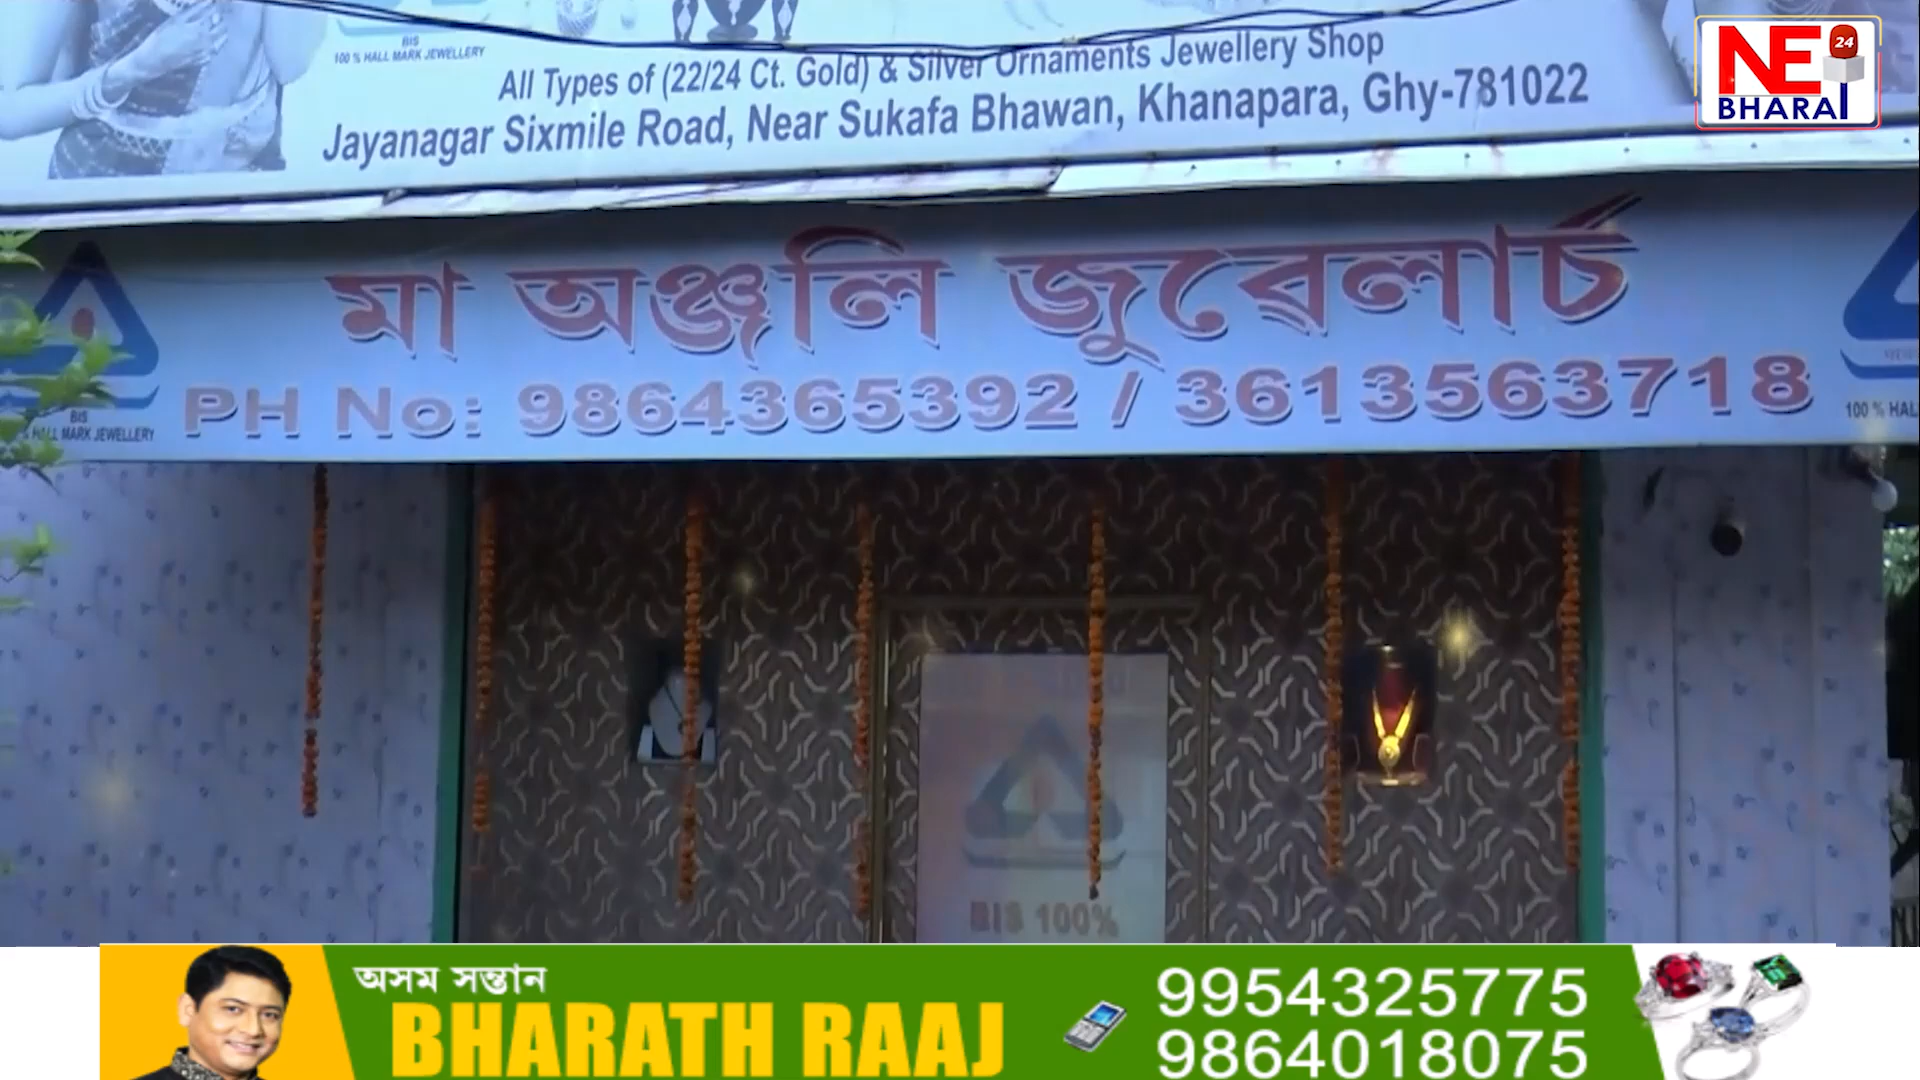 BIS
100 % HALL MARK JEWELLERY
All Types of (22/24 Ct. Gold) & Silver Ornaments Jewellery Shop
Jayanagar Sixmile Road, Near Sukafa Bhawan, Khanapara, Ghy-781022
NE 24
BHARAT
মা অঞ্জলি জুৱেলার্চ
PH No: 9864365392 / 3613563718
BIS
HALL MARK JEWELLERY
100 % HAL
BIS 100%
অসম সন্তান
BHARATH RAAJ
9954325775
9864018075